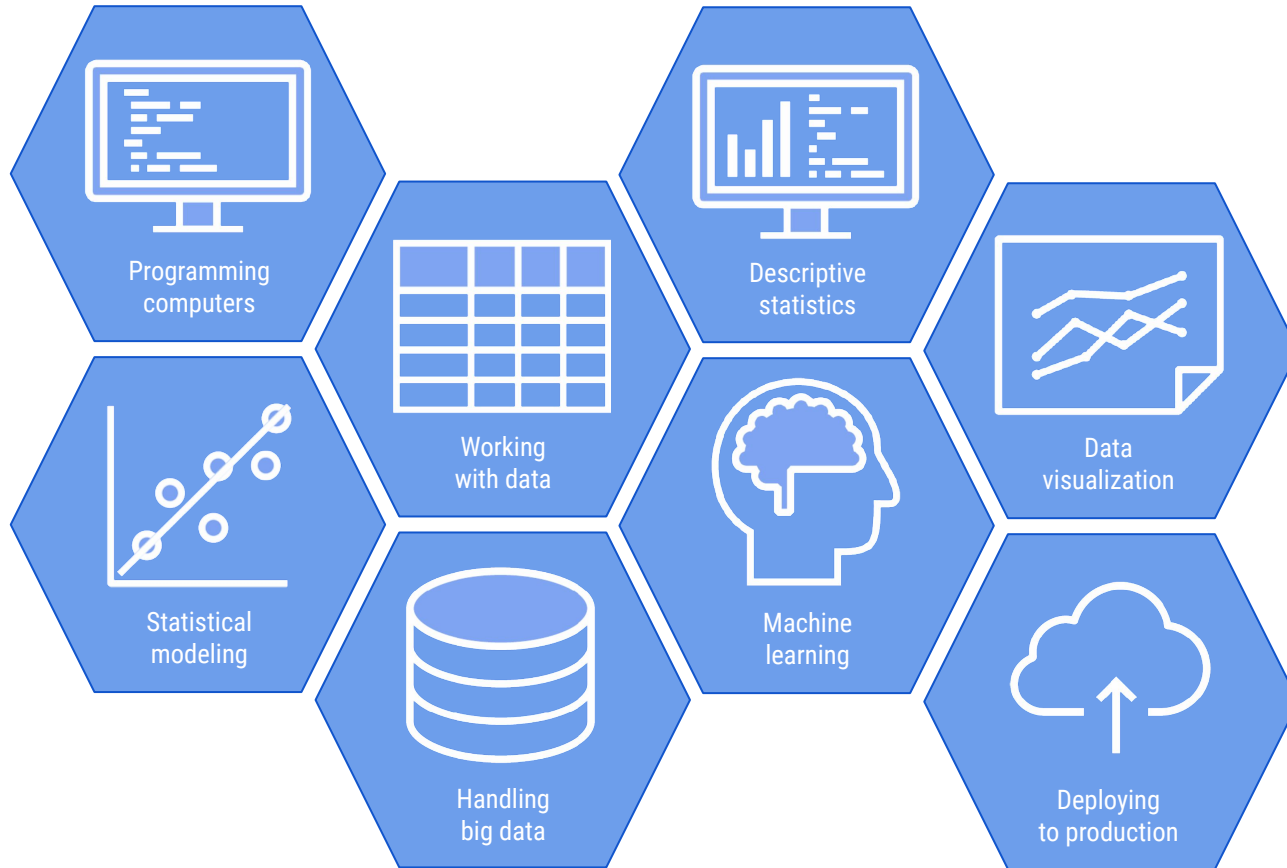 Programming
computers
Descriptive
statistics
Working
with data
Data
visualization
Statistical
modeling
Machine
learning
Handling
big data
Deploying
to production